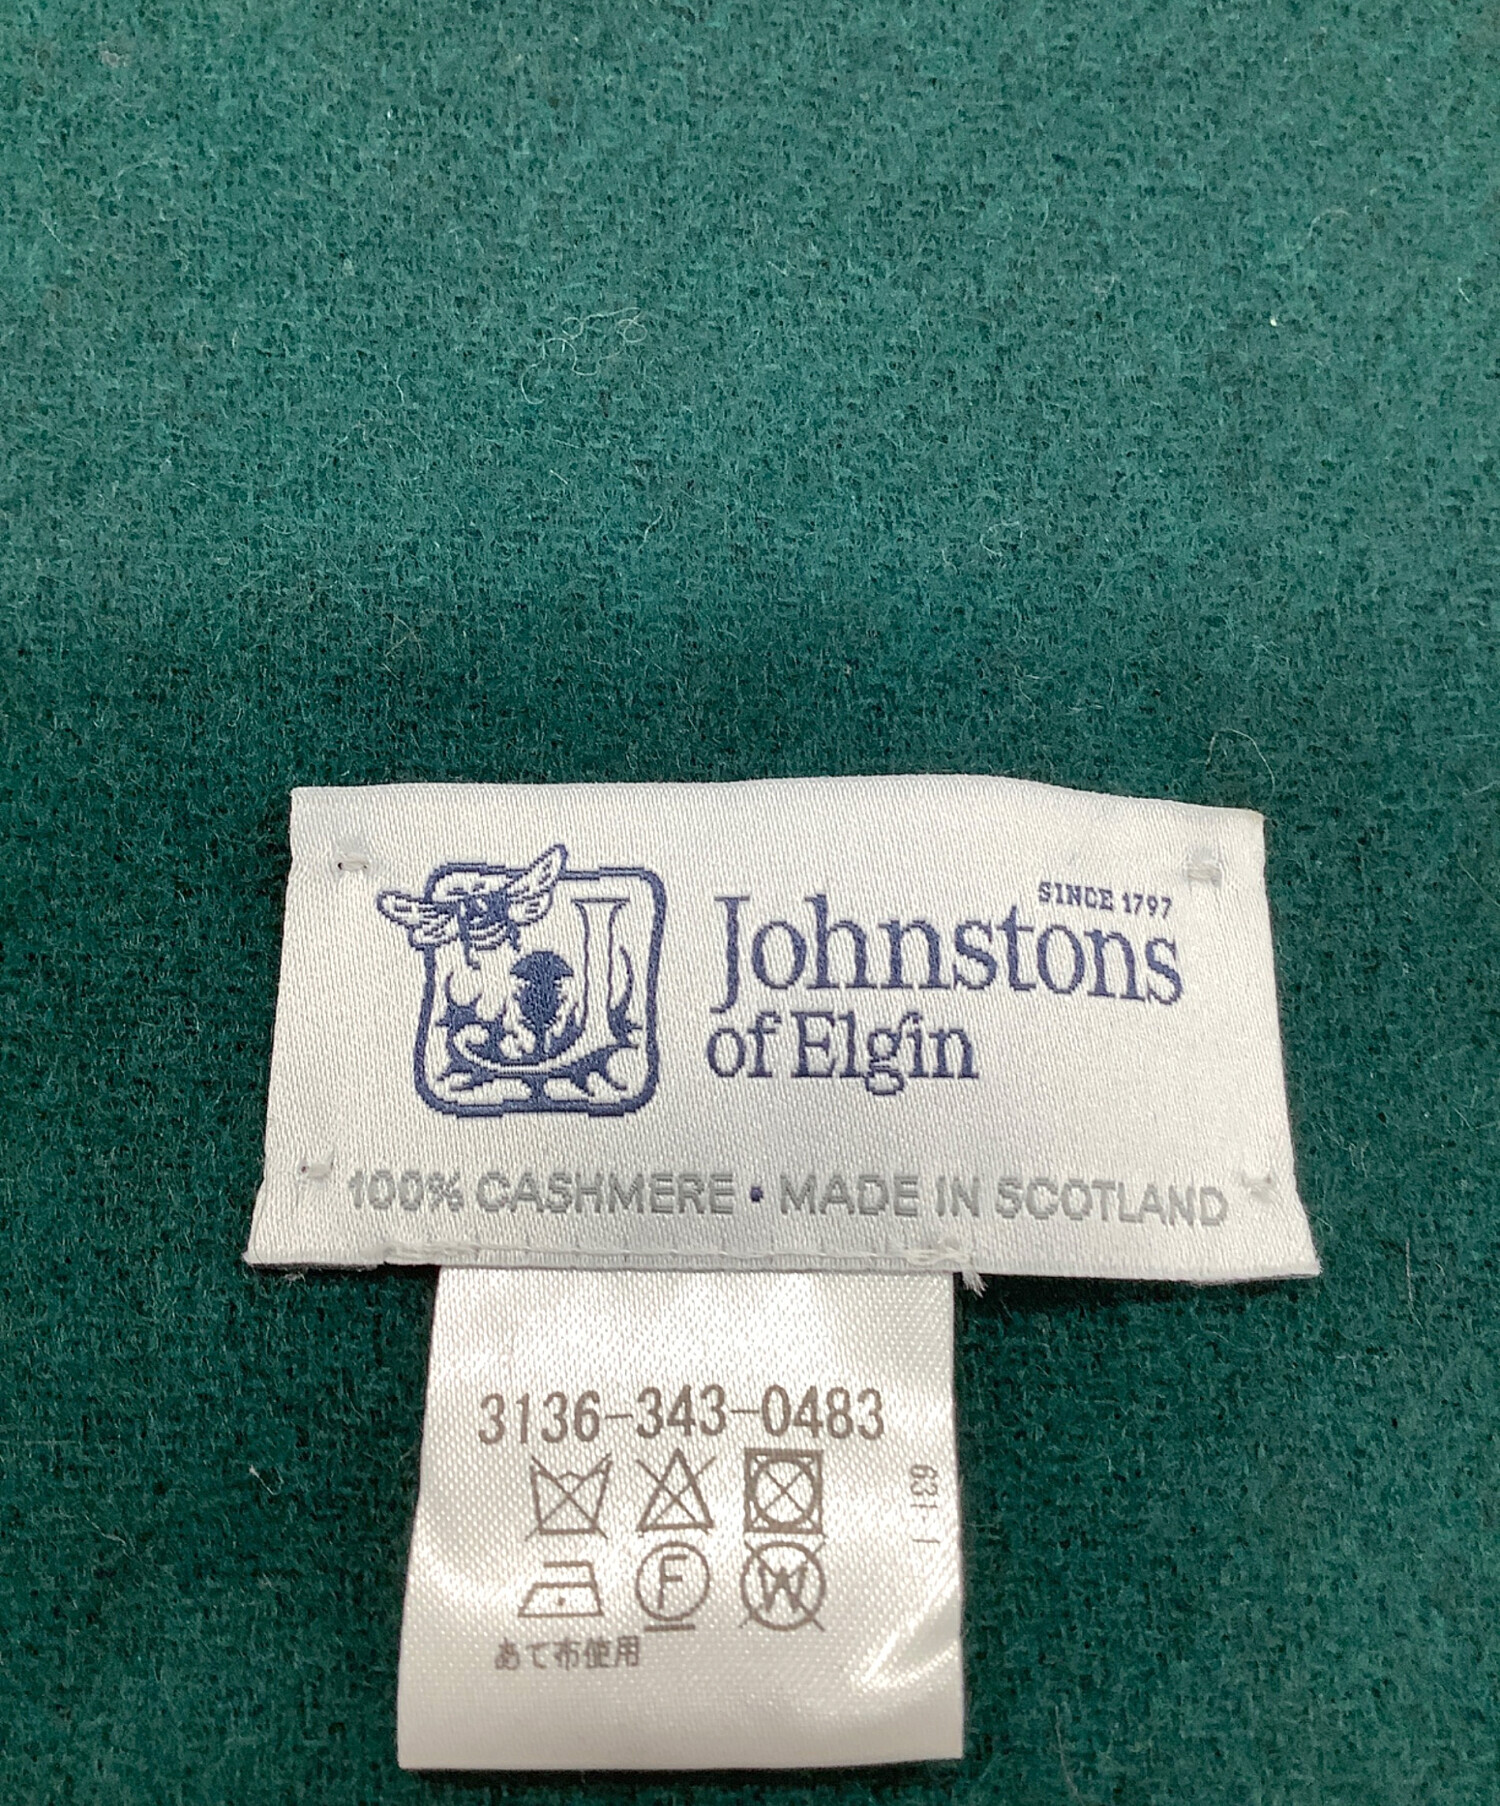 SINCE 1797
Johnstons
of Elgin
100% CASHMERE • MADE IN SCOTLAND
3136-343-0483
F
W
あて布使用